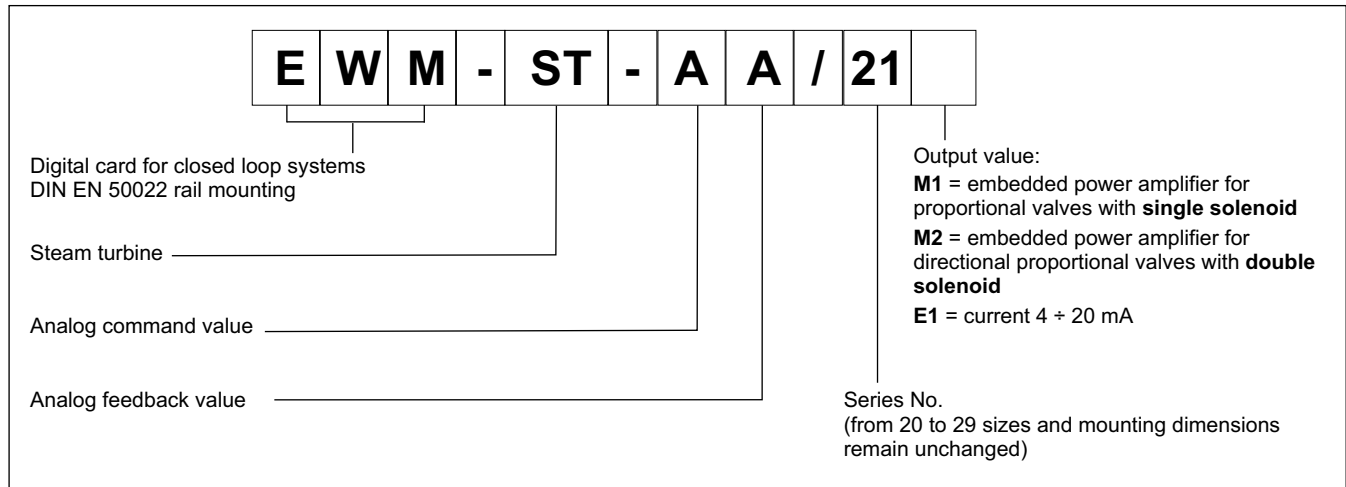 E W M - ST - A A / 21
Digital card for closed loop systems
DIN EN 50022 rail mounting
Steam turbine
Analog command value
Analog feedback value
Output value:
M1 = embedded power amplifier for
proportional valves with single solenoid
M2 = embedded power amplifier for
directional proportional valves with double
solenoid
E1 = current 4 ÷ 20 mA
Series No.
(from 20 to 29 sizes and mounting dimensions
remain unchanged)